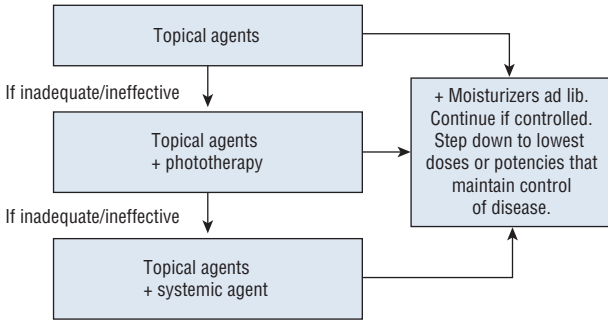 Topical agents
If inadequate/ineffective
Topical agents
+ phototherapy
If inadequate/ineffective
Topical agents
+ systemic agent
+ Moisturizers ad lib.
Continue if controlled.
Step down to lowest
doses or potencies that
maintain control
of disease.